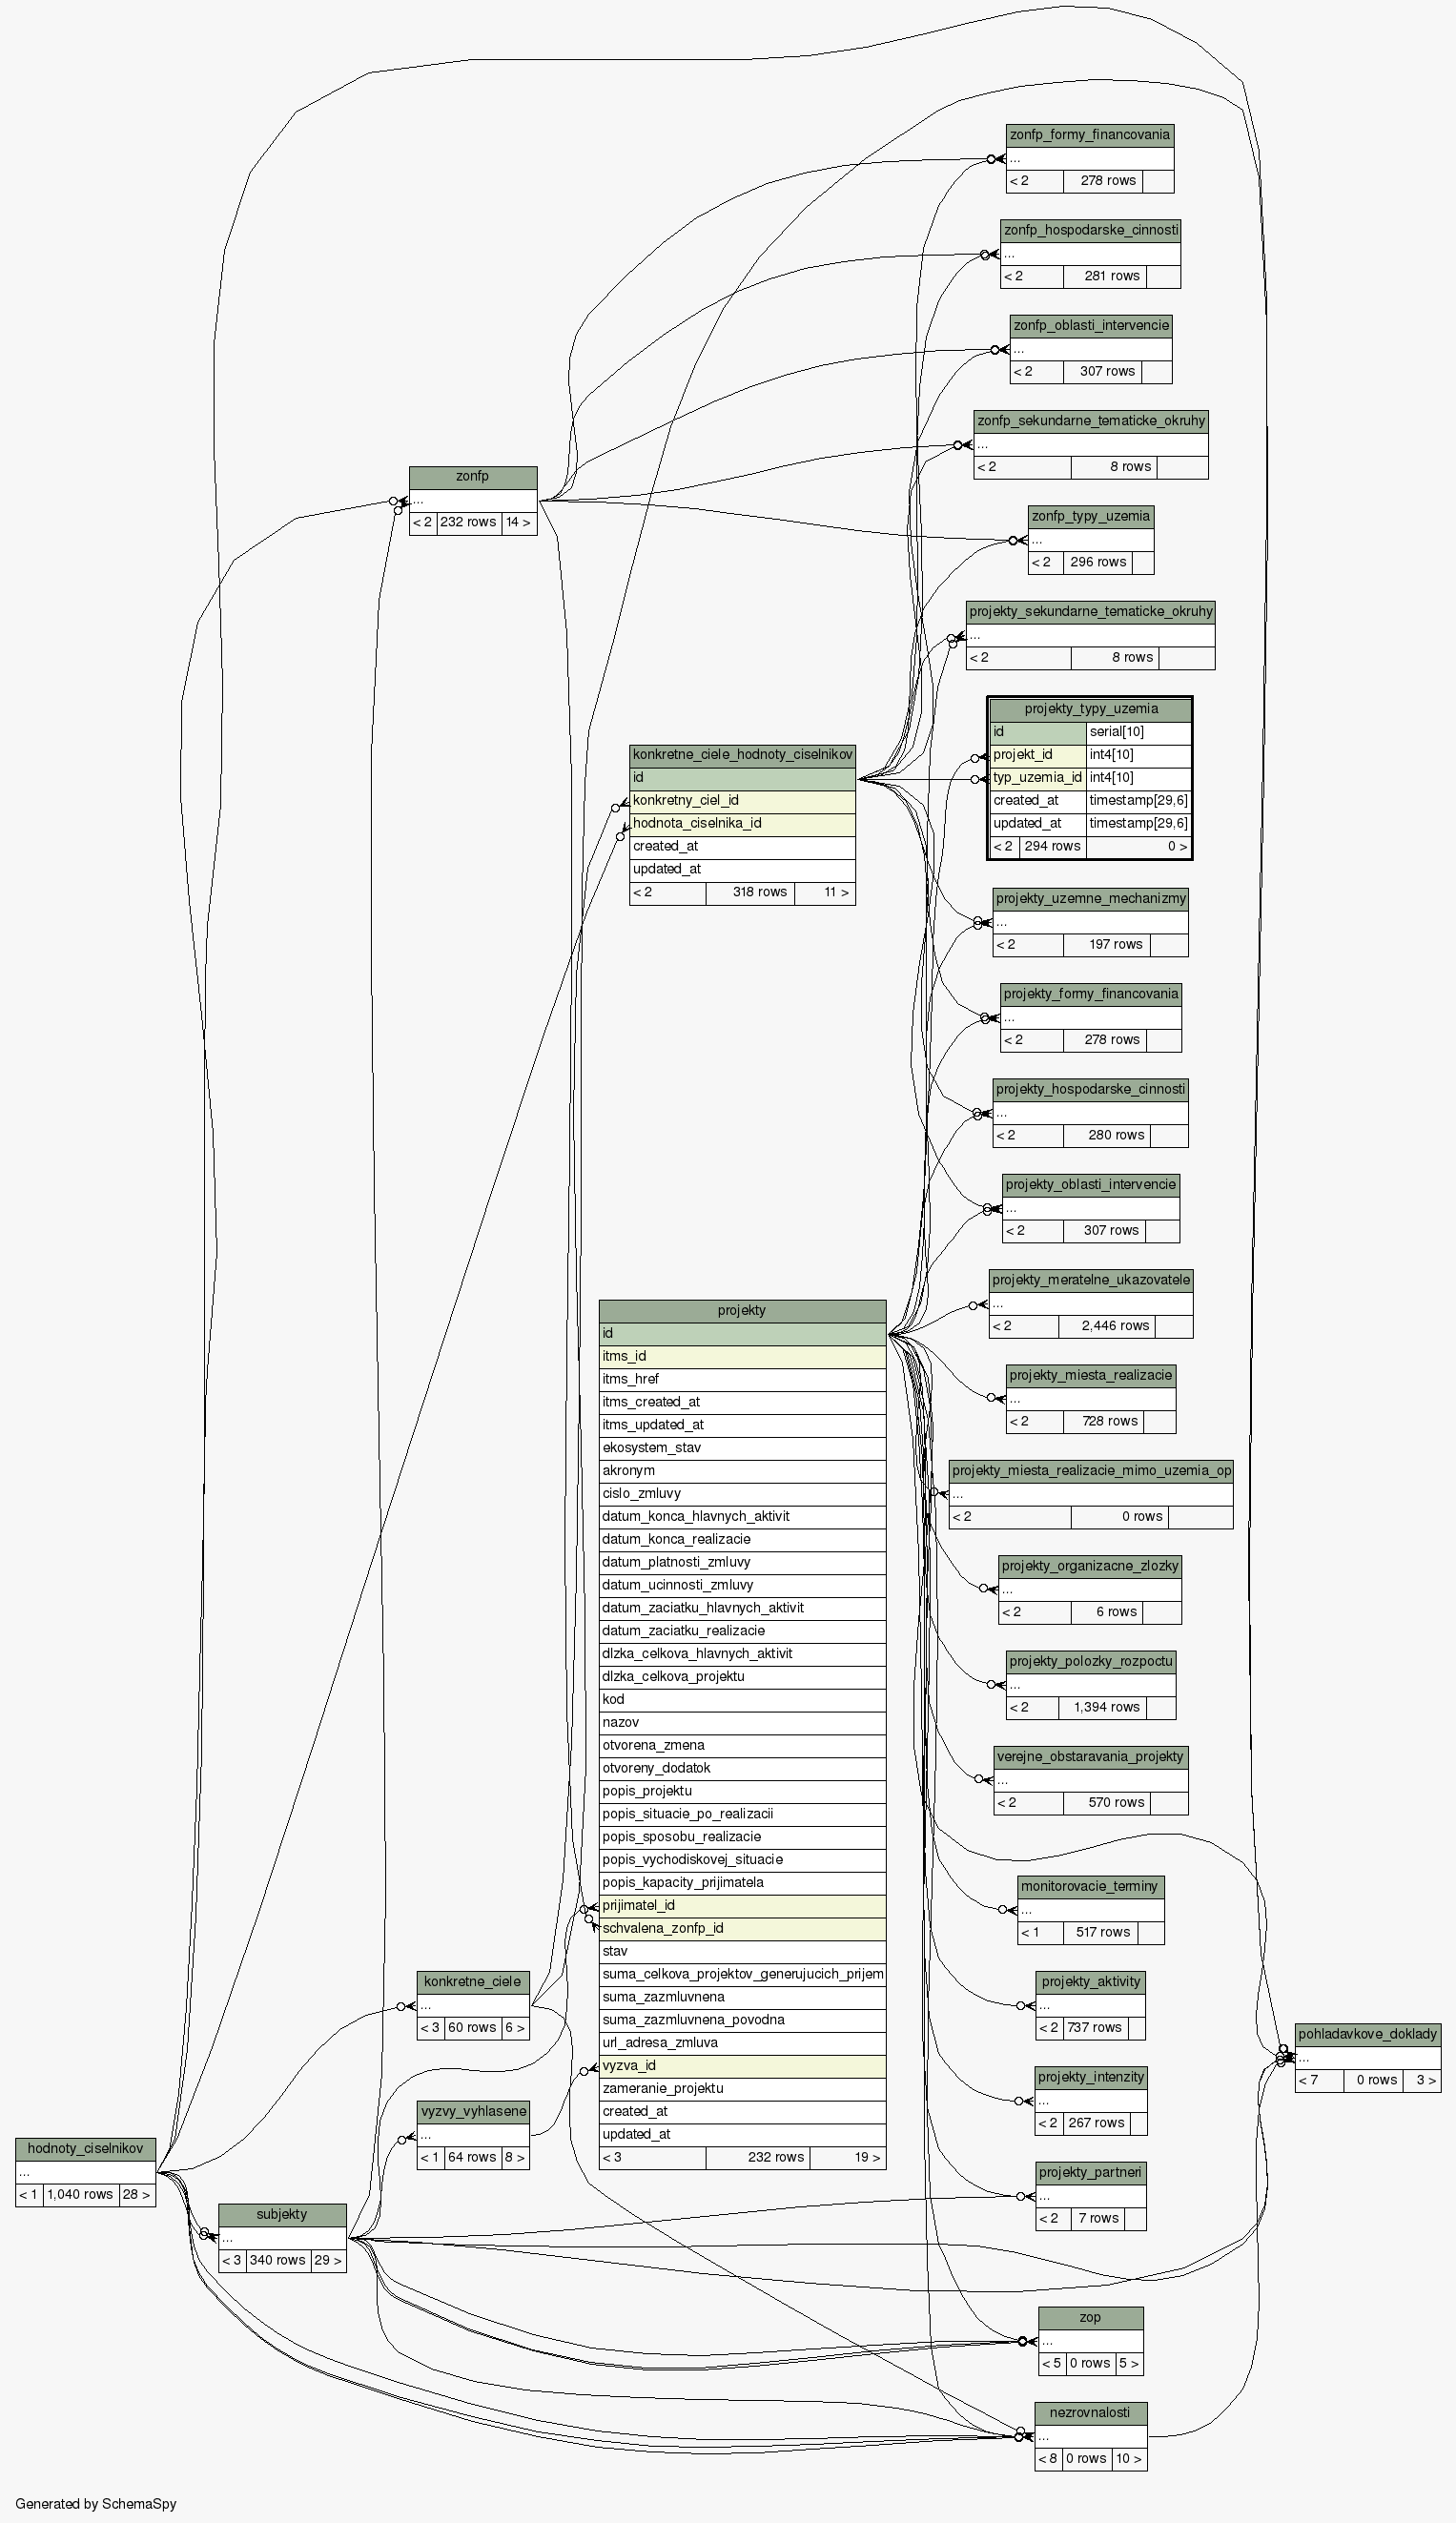 zonfp_formy_financovania
...
< 2 278 rows
zonfp_hospodarske_cinnosti
...
< 2 281 rows
zonfp_oblasti_intervencie
...
< 2 307 rows
zonfp_sekundarne_tematicke_okruhy
...
< 2 8 rows
zonfp
...
< 2 232 rows 14 >
zonfp_typy_uzemia
...
< 2 296 rows
projekty_sekundarne_tematicke_okruhy
...
< 2 8 rows
projekty_typy_uzemia
id serial[10]
projekt_id int4[10]
typ_uzemia_id int4[10]
created_at timestamp[29,6]
updated_at timestamp[29,6]
< 2 294 rows 0 >
konkretne_ciele_hodnoty_ciselnikov
id
konkretny_ciel_id
hodnota_ciselnika_id
created_at
updated_at
< 2 318 rows 11 >
projekty_uzemne_mechanizmy
...
< 2 197 rows
projekty_formy_financovania
...
< 2 278 rows
projekty_hospodarske_cinnosti
...
< 2 280 rows
projekty_oblasti_intervencie
...
< 2 307 rows
projekty_meratelne_ukazovatele
...
< 2 2,446 rows
projekty_miesta_realizacie
...
< 2 728 rows
projekty_miesta_realizacie_mimo_uzemia_op
...
< 2 0 rows
projekty_organizacne_zlozky
...
< 2 6 rows
projekty_polozky_rozpoctu
...
< 2 1,394 rows
verejne_obstaravania_projekty
...
< 2 570 rows
projekty
id
itms_id
itms_href
itms_created_at
itms_updated_at
ekosystem_stav
akronym
cislo_zmluvy
datum_konca_hlavnych_aktivit
datum_konca_realizacie
datum_platnosti_zmluvy
datum_ucinnosti_zmluvy
datum_zaciatku_hlavnych_aktivit
datum_zaciatku_realizacie
dlzka_celkova_hlavnych_aktivit
dlzka_celkova_projektu
kod
nazov
otvorena_zmena
otvoreny_dodatok
popis_projektu
popis_situacie_po_realizacii
popis_sposobu_realizacie
popis_vychodiskovej_situacie
popis_kapacity_prijimatela
prijimatel_id
schvalena_zonfp_id
stav
suma_celkova_projektov_generujucich_prijem
suma_zazmluvnena
suma_zazmluvnena_povodna
url_adresa_zmluva
vyzva_id
zameranie_projektu
created_at
updated_at
< 3 232 rows 19 >
monitorovacie_terminy
...
< 1 517 rows
konkretne_ciele
...
< 3 60 rows 6 >
projekty_aktivity
...
< 2 737 rows
pohladavkove_doklady
...
< 7 0 rows 3 >
projekty_intenzity
...
< 2 267 rows
vyzvy_vyhlasene
...
< 1 64 rows 8 >
hodnoty_ciselnikov
...
< 1 1,040 rows 28 >
projekty_partneri
...
< 2 7 rows
subjekty
...
< 3 340 rows 29 >
zop
...
< 5 0 rows 5 >
nezrovnalosti
...
< 8 0 rows 10 >
Generated by SchemaSpy